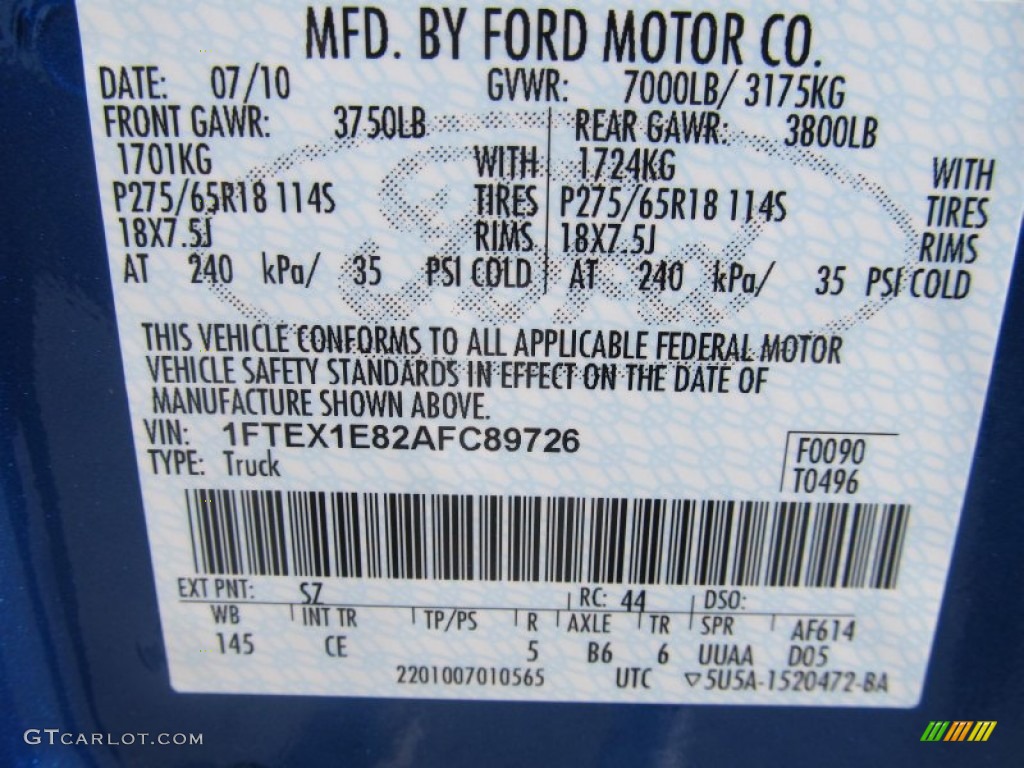 MFD. BY FORD MOTOR CO.
DATE: 07/10 GVWR: 7000LB/ 3175KG
FRONT GAWR: 3750LB REAR GAWR: 3800LB
1701KG WITH 1724KG WITH
P275/65R18 114S TIRES P275/65R18 114S TIRES
18X7.5J RIMS 18X7.5J RIMS
AT 240 kPa/ 35 PSI COLD AT 240 kPa/ 35 PSI COLD
THIS VEHICLE CONFORMS TO ALL APPLICABLE FEDERAL MOTOR
VEHICLE SAFETY STANDARDS IN EFFECT ON THE DATE OF
MANUFACTURE SHOWN ABOVE.
VIN: 1FTEX1E82AFC89726
F0090
TYPE: Truck
T0496
EXT PNT: SZ RC: 44 DSO:
WB INT TR TP/PS R AXLE TR SPR AF614
145 CE 5 B6 6 UUAA D05
2201007010565 UTC ▽5U5A-1520472-BA
Ford
GTCARLOT.COM